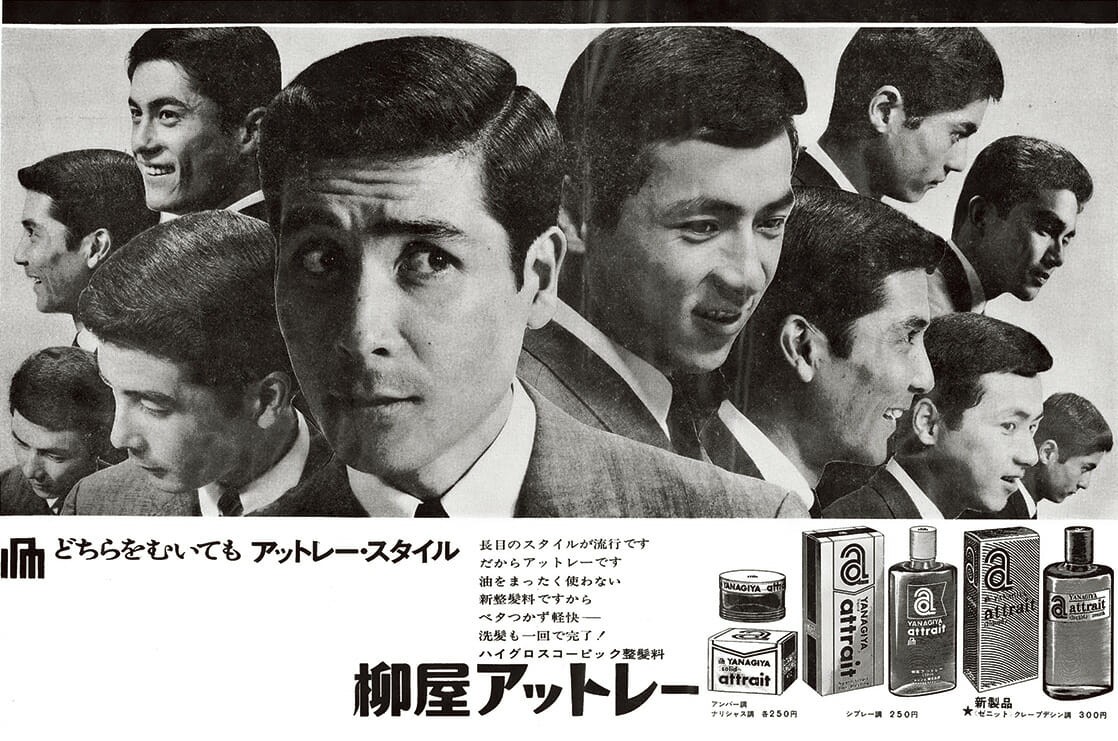 どちらをむいても アットレー・スタイル
長目のスタイルが流行です
だからアットレーです
油をまったく使わない
新整髪料ですから
ベタつかず軽快──
洗髪も一回で完了！
ハイグロスコーピック整髪料
柳屋アットレー
YANAGIYA attrait
a YANAGIYA
solid
attrait
アンバー調
ナリシャス調 各250円
a
YANAGIYA
attrait
a
YANAGIYA
attrait
シプレー調 250円
a
a
attrait
YANAGIYA
a attrait
★新製品
〈ゼニット〉クレープデシン調 300円